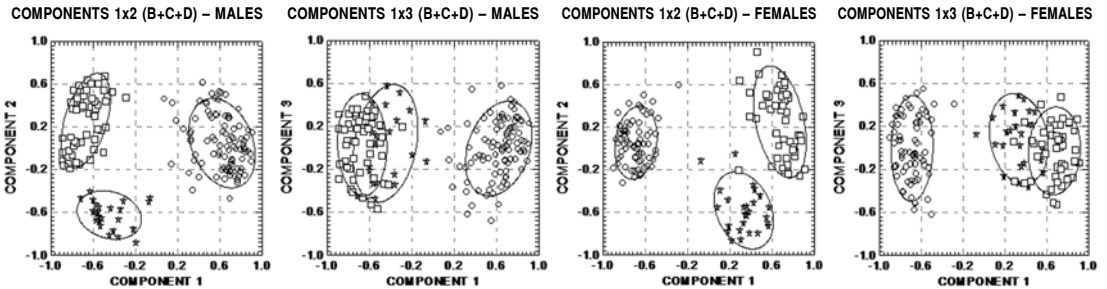 COMPONENTS 1x2 (B+C+D) – MALES
COMPONENTS 1x3 (B+C+D) – MALES
COMPONENTS 1x2 (B+C+D) – FEMALES
COMPONENTS 1x3 (B+C+D) – FEMALES
COMPONENT 2
1.0
0.6
0.2
-0.2
-0.6
-1.0
-1.0 -0.6 -0.2 0.2 0.6 1.0
COMPONENT 1
COMPONENT 3
1.0
0.6
0.2
-0.2
-0.6
-1.0
-1.0 -0.6 -0.2 0.2 0.6 1.0
COMPONENT 1
COMPONENT 2
1.0
0.6
0.2
-0.2
-0.6
-1.0
-1.0 -0.6 -0.2 0.2 0.6 1.0
COMPONENT 1
COMPONENT 3
1.0
0.6
0.2
-0.2
-0.6
-1.0
-1.0 -0.6 -0.2 0.2 0.6 1.0
COMPONENT 1